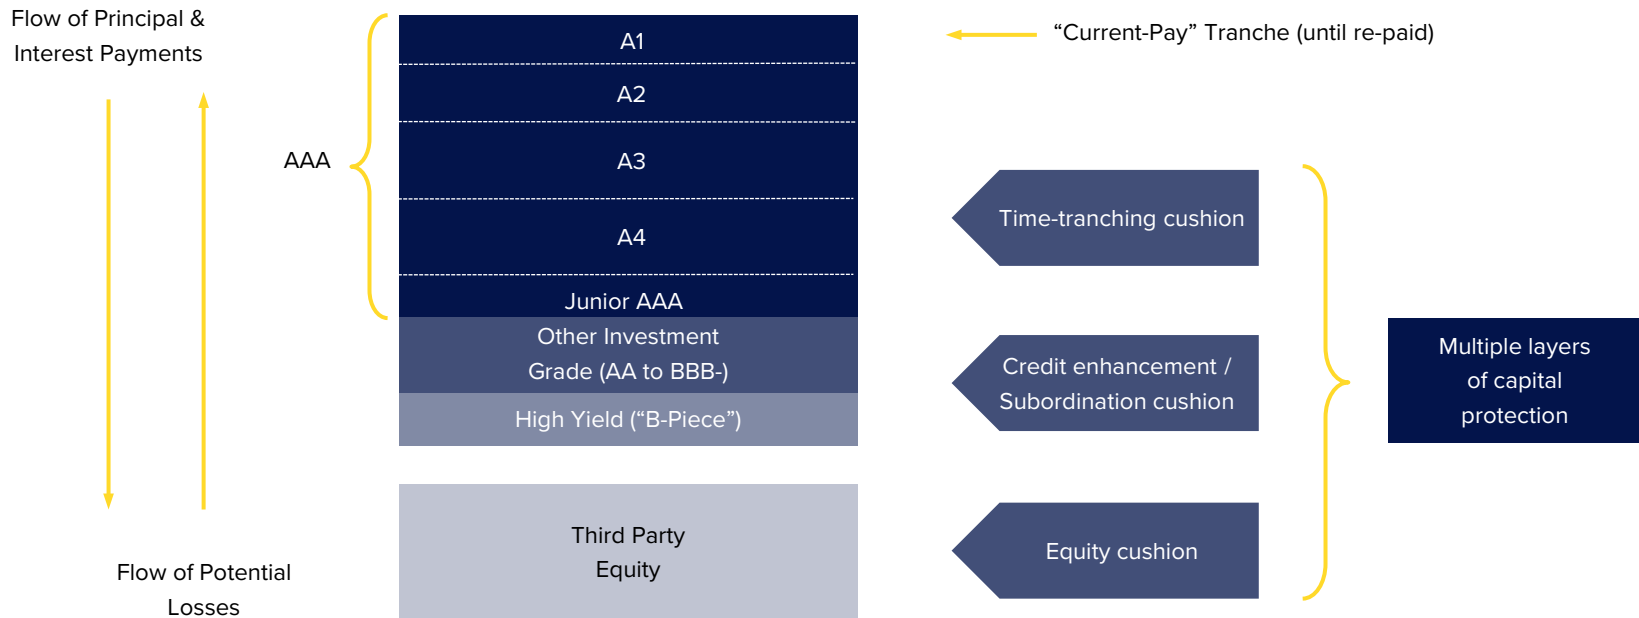 Flow of Principal &
Interest Payments
AAA
Flow of Potential
Losses
A1
A2
A3
A4
Junior AAA
Other Investment
Grade (AA to BBB-)
High Yield (“B-Piece”)
Third Party
Equity
“Current-Pay” Tranche (until re-paid)
Time-tranching cushion
Credit enhancement /
Subordination cushion
Equity cushion
Multiple layers
of capital
protection